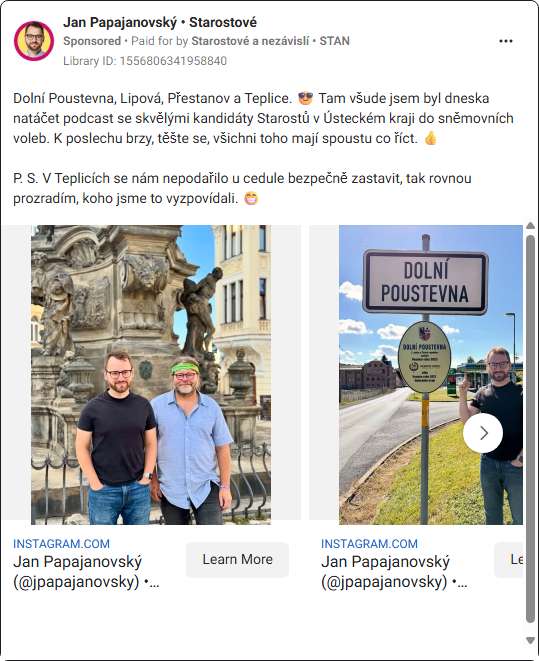 Jan Papajanovský • Starostové
Sponsored • Paid for by Starostové a nezávislí • STAN
Library ID: 1556806341958840
Dolní Poustevna, Lipová, Přestanov a Teplice. 😎 Tam všude jsem byl dneska
natáčet podcast se skvělými kandidáty Starostů v Ústeckém kraji do sněmovních
voleb. K poslechu brzy, těšte se, všichni toho mají spoustu co říct. 👍
P. S. V Teplicích se nám nepodařilo u cedule bezpečně zastavit, tak rovnou
prozradím, koho jsme to vyzpovídali. 😁
DOLNÍ
POUSTEVNA
DOLNÍ POUSTEVNA
INSTAGRAM.COM
Jan Papajanovský
(@jpapajanovsky) •...
Learn More
INSTAGRAM.COM
Jan Papajanovský
(@jpapajanovsky) •...
Le